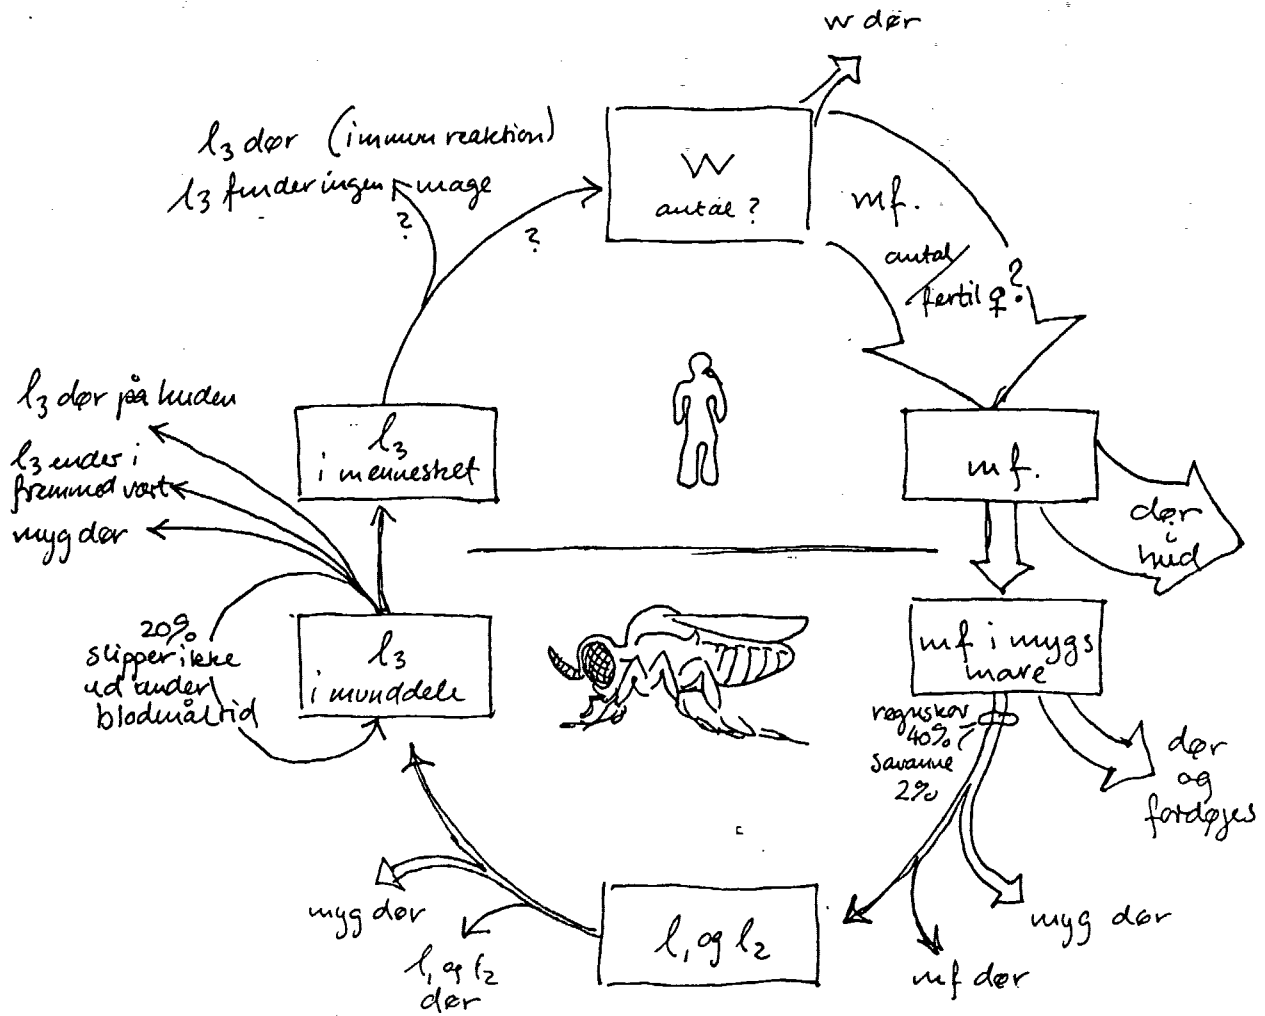 w dør
l₃ dør (immun reaktion)
l₃ finder ingen mage
?
?
W
antal ?
mf.
antal/
fertil ♀?
l₃ dør på huden
l₃ ender i
fremmed vært
myg dør
l₃
i mennesket
mf.
dør
i
hud
20%
slipper ikke
ud under
blodmåltid
l₃
i munddele
mf i mygs
mave
regnskov
40%
savanne
2%
dør
og
fordøjes
myg dør
l₁ og l₂
dør
l₁ og l₂
mf dør
myg dør